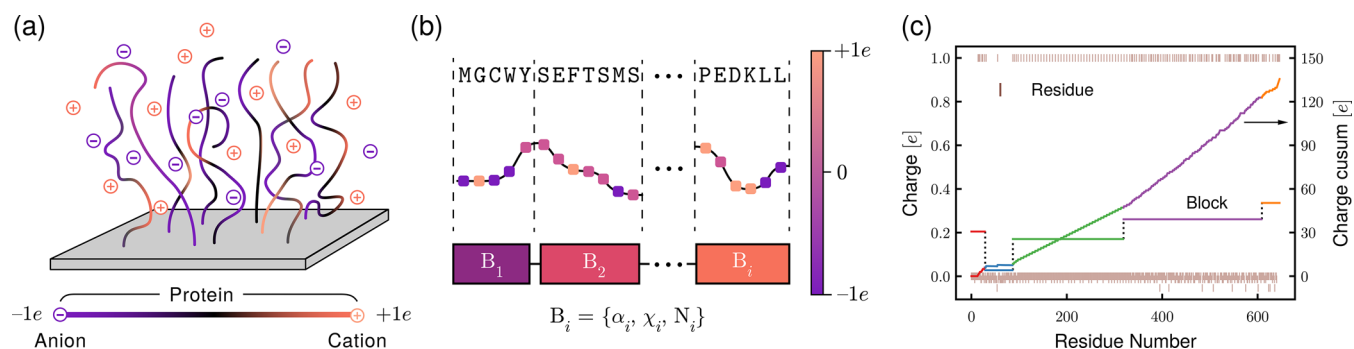 (a)
Protein
−1e
+1e
Anion
Cation
(b)
MGCWYSEFTSMS ••• PEDKLL
B1 B2 •••• Bi
Bi = {αi, χi, Ni}
+1e
0
−1e
(c)
Charge [e]
1.0
0.8
0.6
0.4
0.2
0.0
Residue
Block
150
120
90
60
30
0
Charge cusum [e]
0 200 400 600
Residue Number